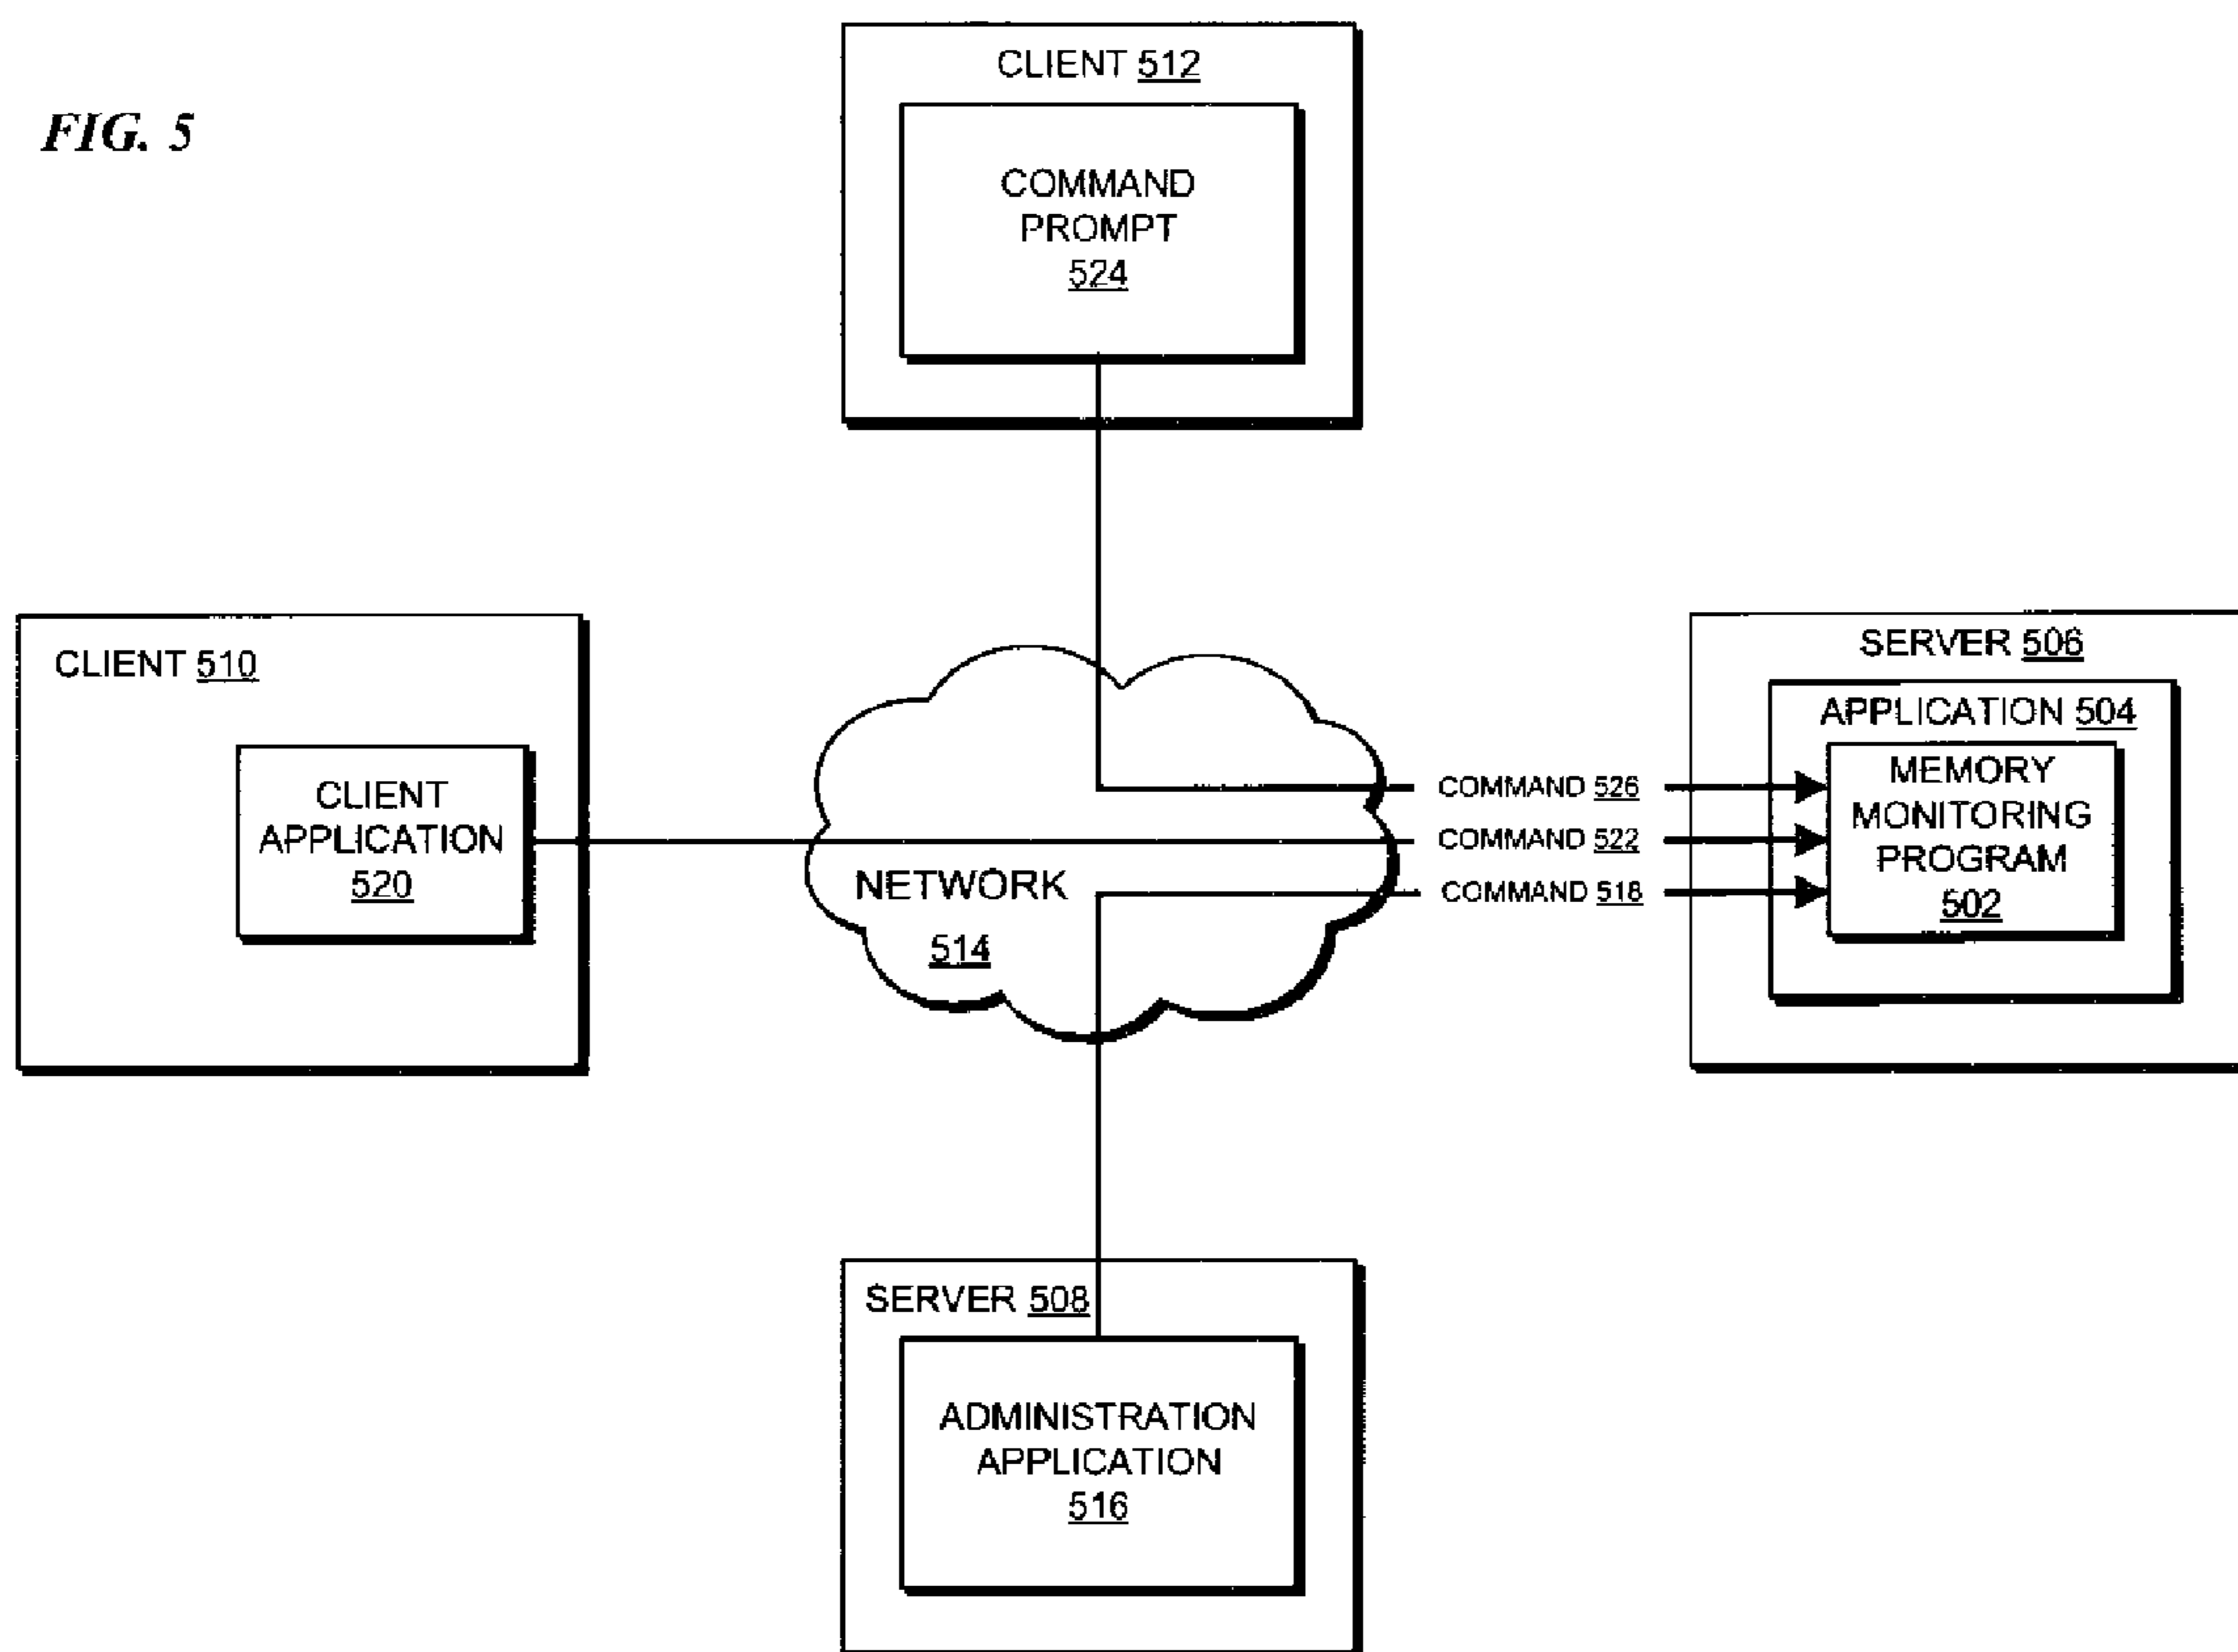 FIG. 5
CLIENT 512
COMMAND
PROMPT
524
CLIENT 510
CLIENT
APPLICATION
520
NETWORK
514
COMMAND 526
COMMAND 522
COMMAND 518
SERVER 506
APPLICATION 504
MEMORY
MONITORING
PROGRAM
502
SERVER 508
ADMINISTRATION
APPLICATION
516